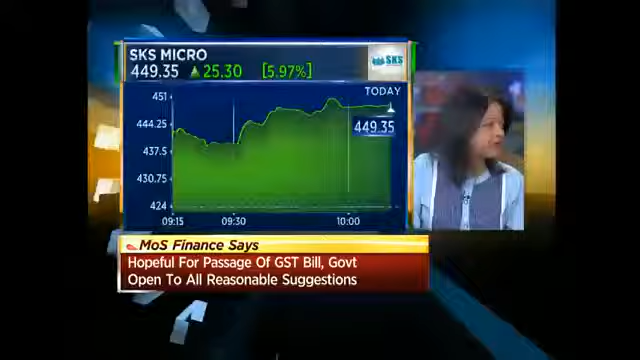 SKS MICRO
449.35 ▲ 25.30 [5.97%]
SKS
TODAY
451
444.25
437.5
430.75
424
449.35
09:15 09:30 10:00
MoS Finance Says
Hopeful For Passage Of GST Bill, Govt
Open To All Reasonable Suggestions